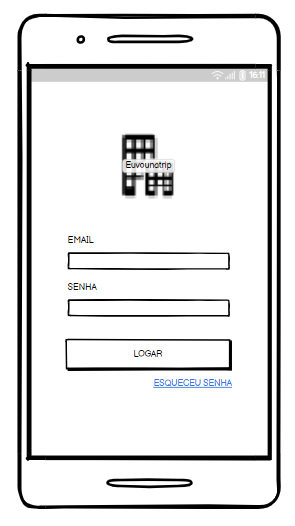 16:11
Euvounotrip
EMAIL
SENHA
LOGAR
ESQUECEU SENHA